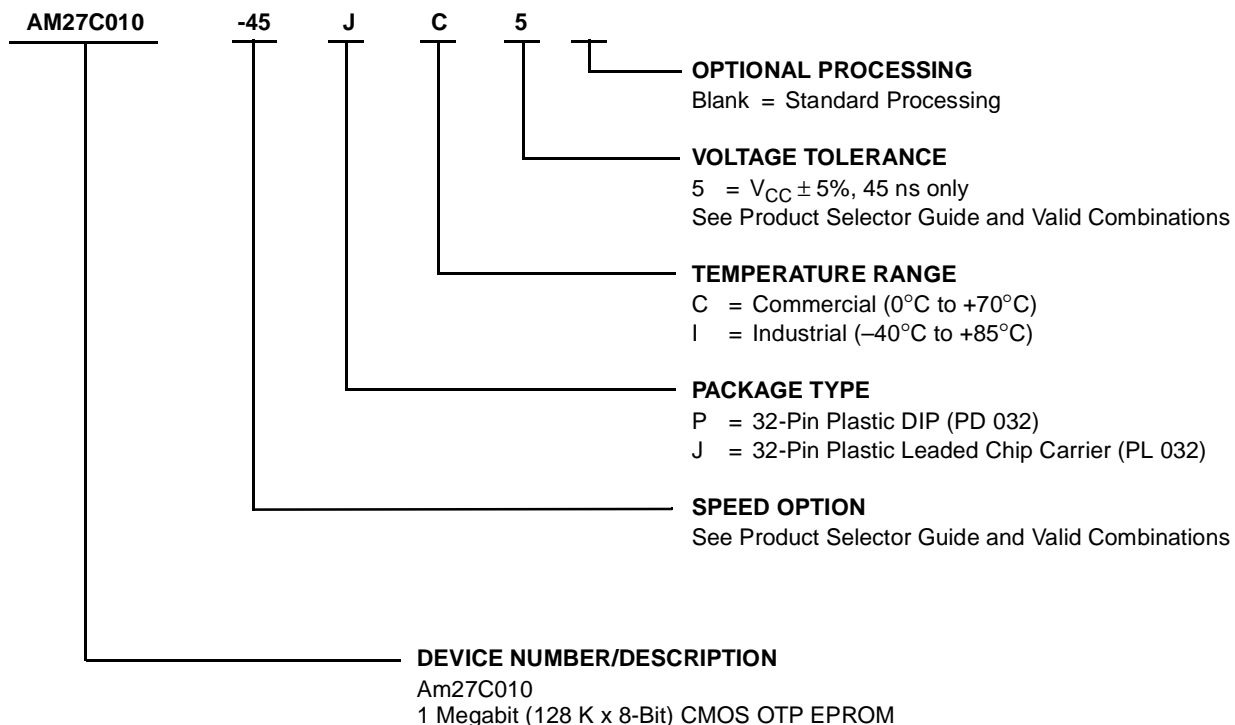 AM27C010 -45 J C 5
OPTIONAL PROCESSING
Blank = Standard Processing
VOLTAGE TOLERANCE
5 = VCC ± 5%, 45 ns only
See Product Selector Guide and Valid Combinations
TEMPERATURE RANGE
C = Commercial (0°C to +70°C)
I = Industrial (–40°C to +85°C)
PACKAGE TYPE
P = 32-Pin Plastic DIP (PD 032)
J = 32-Pin Plastic Leaded Chip Carrier (PL 032)
SPEED OPTION
See Product Selector Guide and Valid Combinations
DEVICE NUMBER/DESCRIPTION
Am27C010
1 Megabit (128 K x 8-Bit) CMOS OTP EPROM